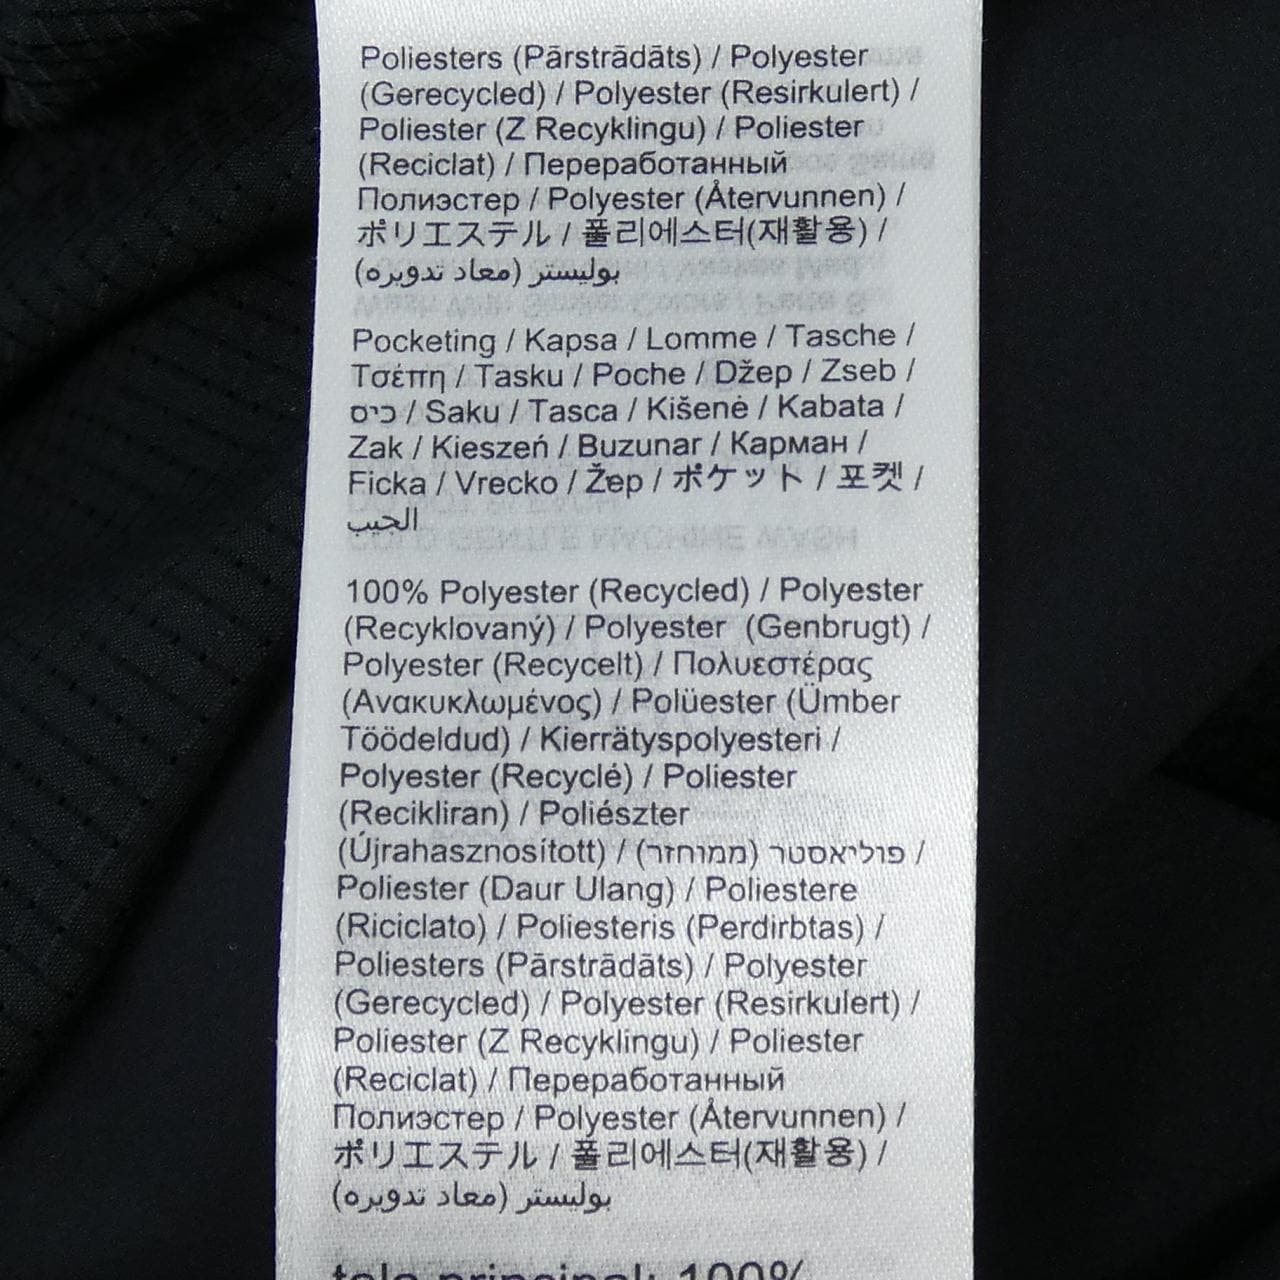 Poliesters (Pārstrādāts) / Polyester
(Gerecycled) / Polyester (Resirkulert) /
Poliester (Z Recyklingu) / Poliester
(Reciclat) / Переработанный
Полиэстер / Polyester (Återvunnen) /
ポリエステル / 폴리에스터(재활용) /
بوليستر (معاد تدويره)
Pocketing / Kapsa / Lomme / Tasche /
Τσέπη / Tasku / Poche / Džep / Zseb /
כיס / Saku / Tasca / Kišenė / Kabata /
Zak / Kieszeń / Buzunar / Карман /
Ficka / Vrecko / Žep / ポケット / 포켓 /
الجيب
100% Polyester (Recycled) / Polyester
(Recyklovaný) / Polyester (Genbrugt) /
Polyester (Recycelt) / Πολυεστέρας
(Ανακυκλωμένος) / Polüester (Ümber
Töödeldud) / Kierrätyspolyesteri /
Polyester (Recyclé) / Poliester
(Recikliran) / Poliészter
(Újrahasznosított) / פוליאסטר (ממוחזר) /
Poliester (Daur Ulang) / Poliestere
(Riciclato) / Poliesteris (Perdirbtas) /
Poliesters (Pārstrādāts) / Polyester
(Gerecycled) / Polyester (Resirkulert) /
Poliester (Z Recyklingu) / Poliester
(Reciclat) / Переработанный
Полиэстер / Polyester (Återvunnen) /
ポリエステル / 폴리에스터(재활용) /
بوليستر (معاد تدويره)
tela principal: 100%